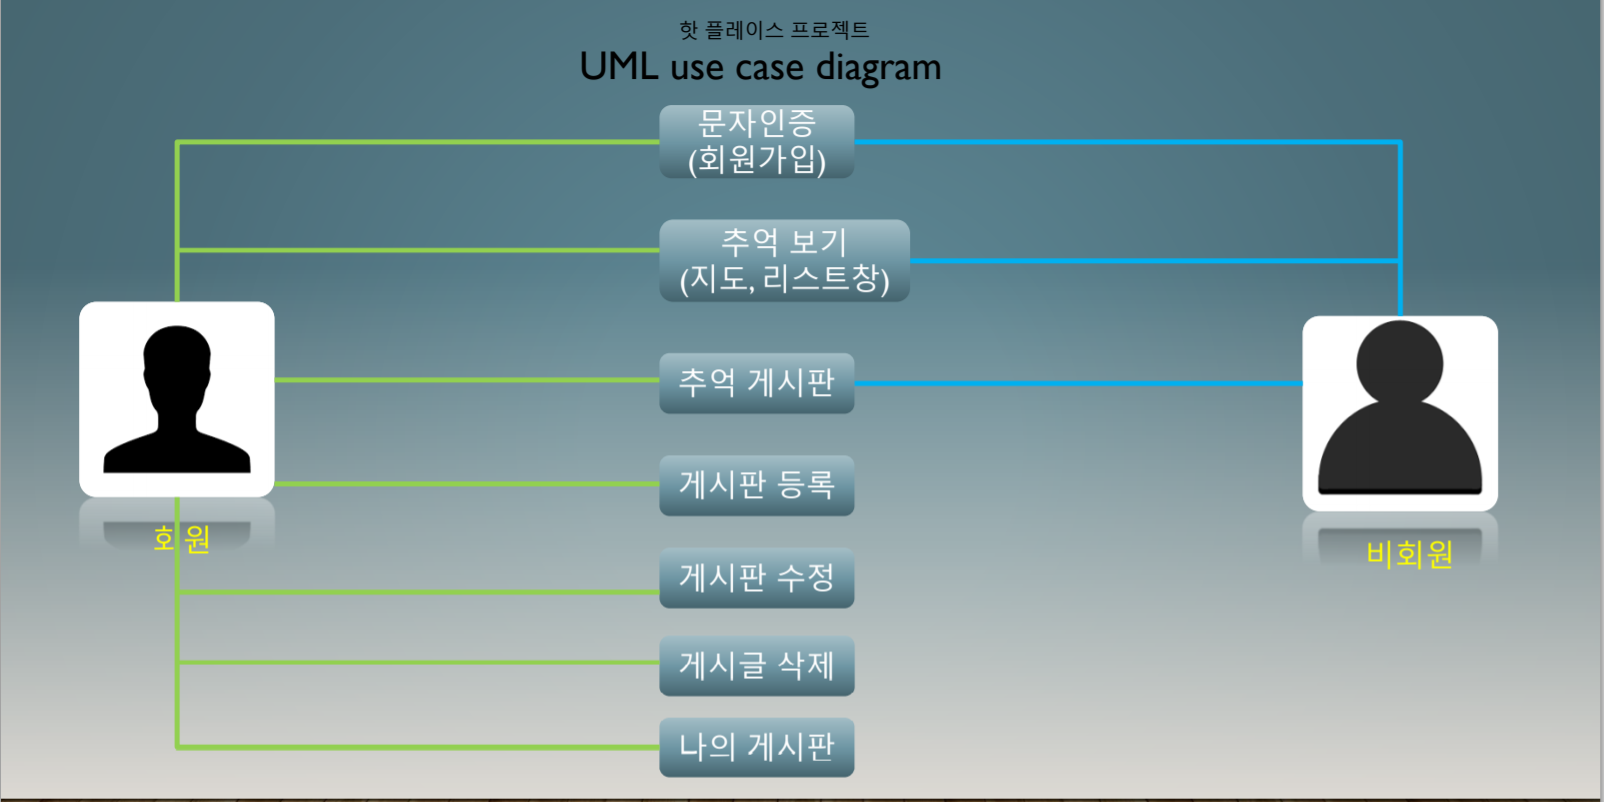 핫 플레이스 프로젝트
UML use case diagram
문자인증
(회원가입)
추억 보기
(지도, 리스트창)
추억 게시판
게시판 등록
회원
비회원
게시판 수정
게시글 삭제
나의 게시판